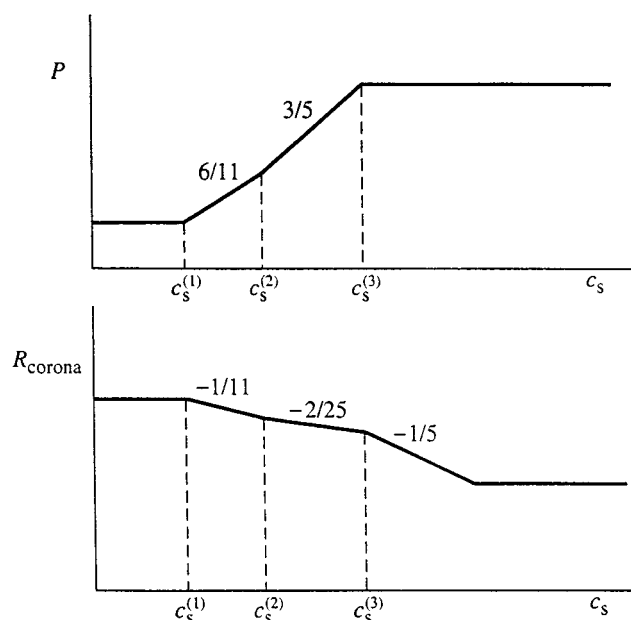 P
3/5
6/11
c_s^(1) c_s^(2) c_s^(3) c_s
R_corona
−1/11
−2/25
−1/5
c_s^(1) c_s^(2) c_s^(3) c_s